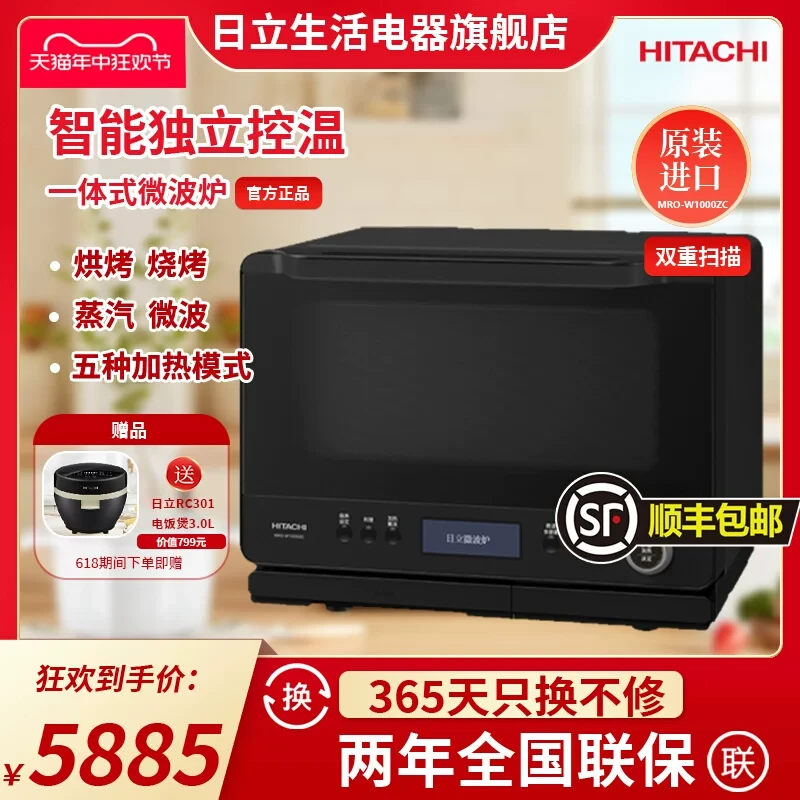 日立生活电器旗舰店
天猫年中狂欢节
HITACHI
智能独立控温
一体式微波炉
官方正品
原装
进口
MRO-W1000ZC
双重扫描
烘烤 烧烤
蒸汽 微波
五种加热模式
赠品
送
日立RC301
电饭煲3.0L
价值799元
618期间下单即赠
HITACHI
MRO-W1000ZC
日立微波炉
SF
顺丰包邮
狂欢到手价：
¥5885
换
365天只换不修
两年全国联保
联